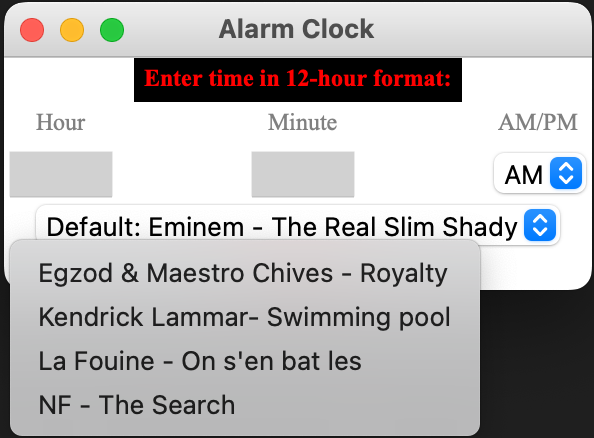 Alarm Clock
Enter time in 12-hour format:
Hour Minute AM/PM
AM
Default: Eminem - The Real Slim Shady
Egzod & Maestro Chives - Royalty
Kendrick Lammar- Swimming pool
La Fouine - On s'en bat les
NF - The Search